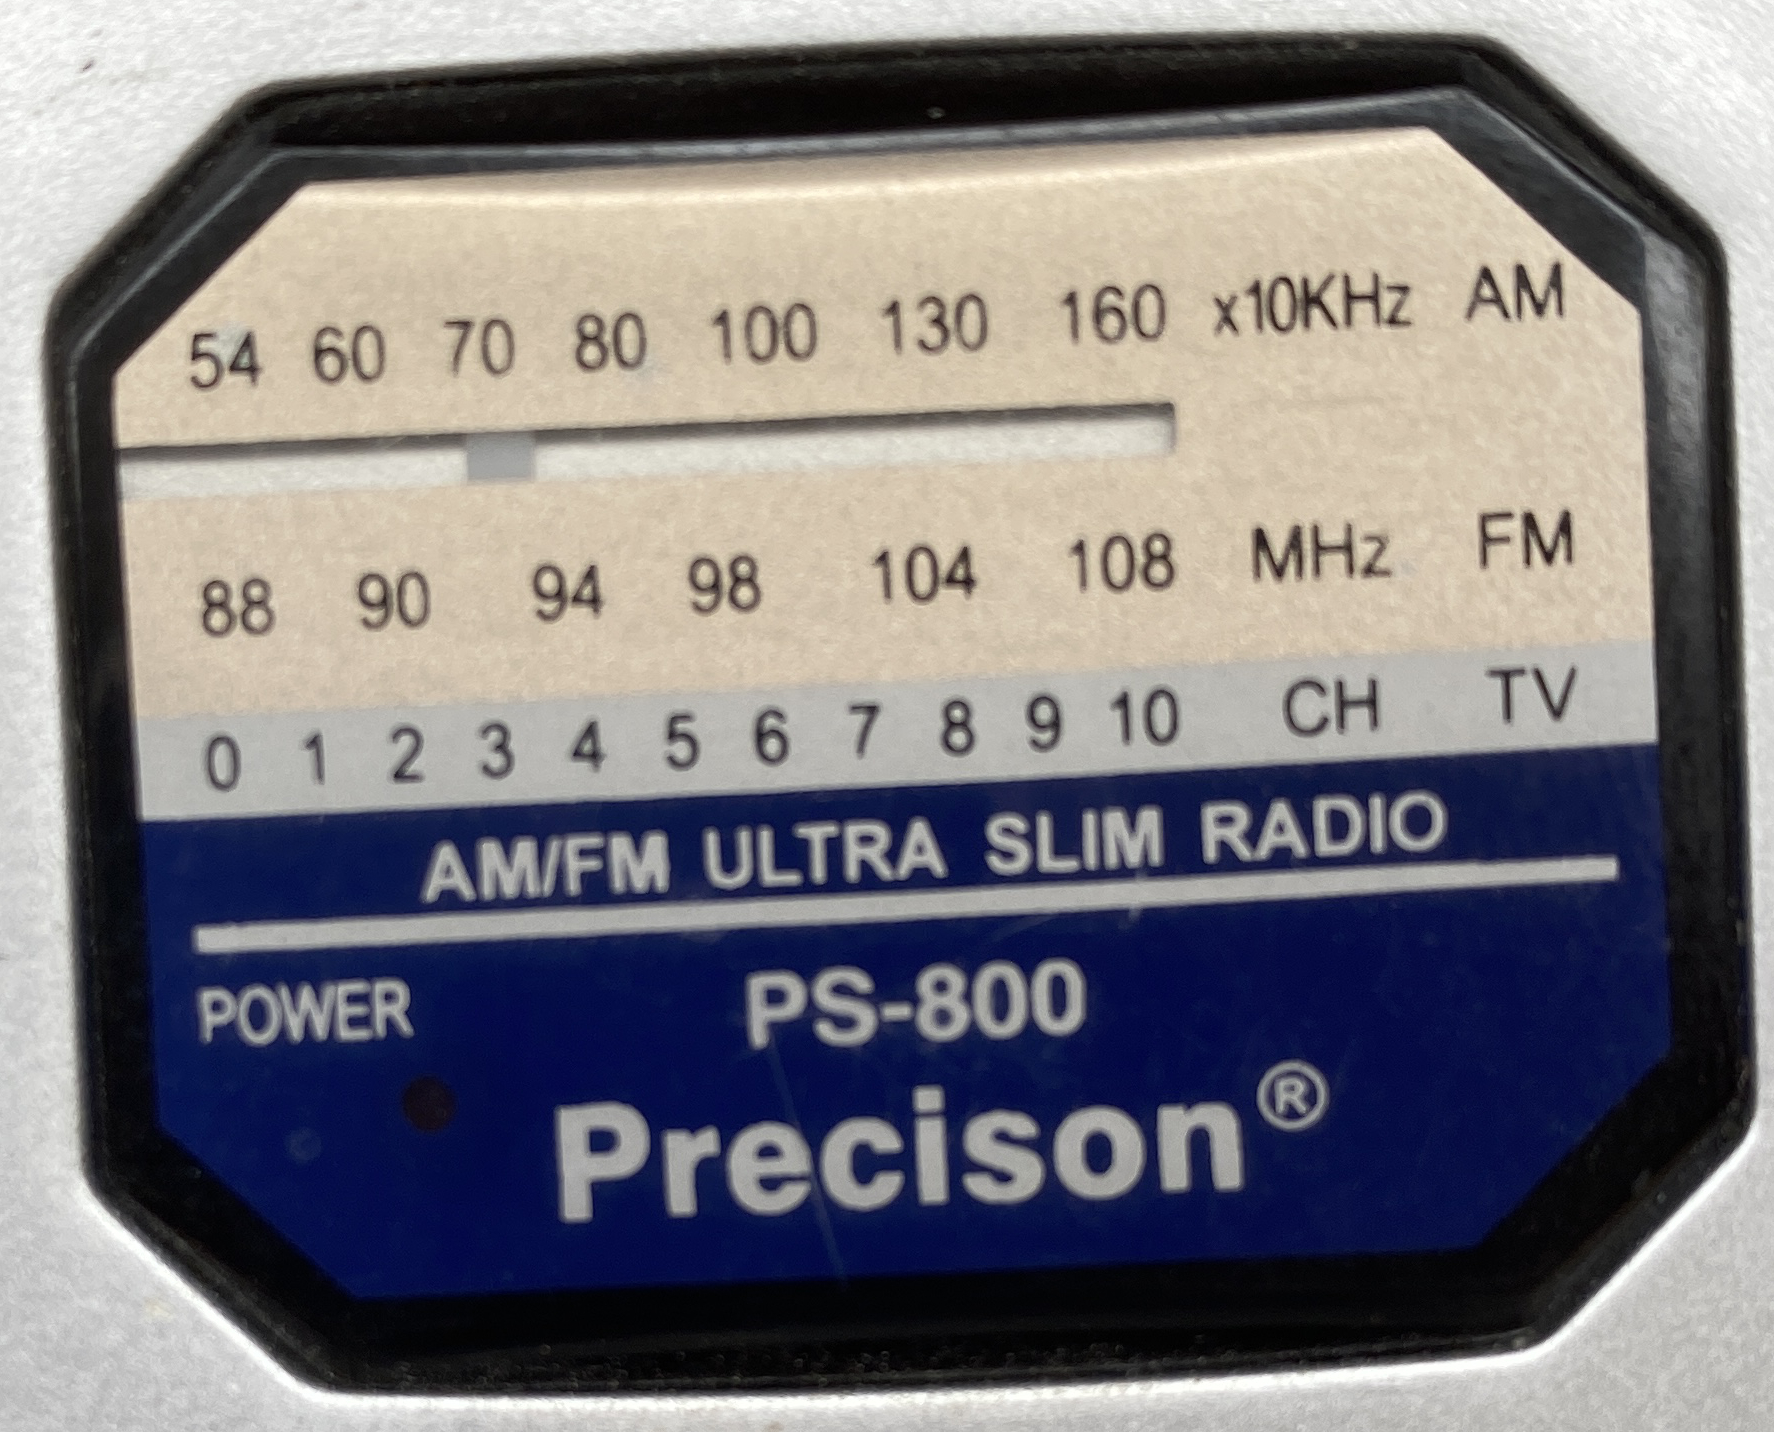 54 60 70 80 100 130 160 x10KHz AM
88 90 94 98 104 108 MHz FM
0 1 2 3 4 5 6 7 8 9 10 CH TV
AM/FM ULTRA SLIM RADIO
POWER PS-800
Precison®